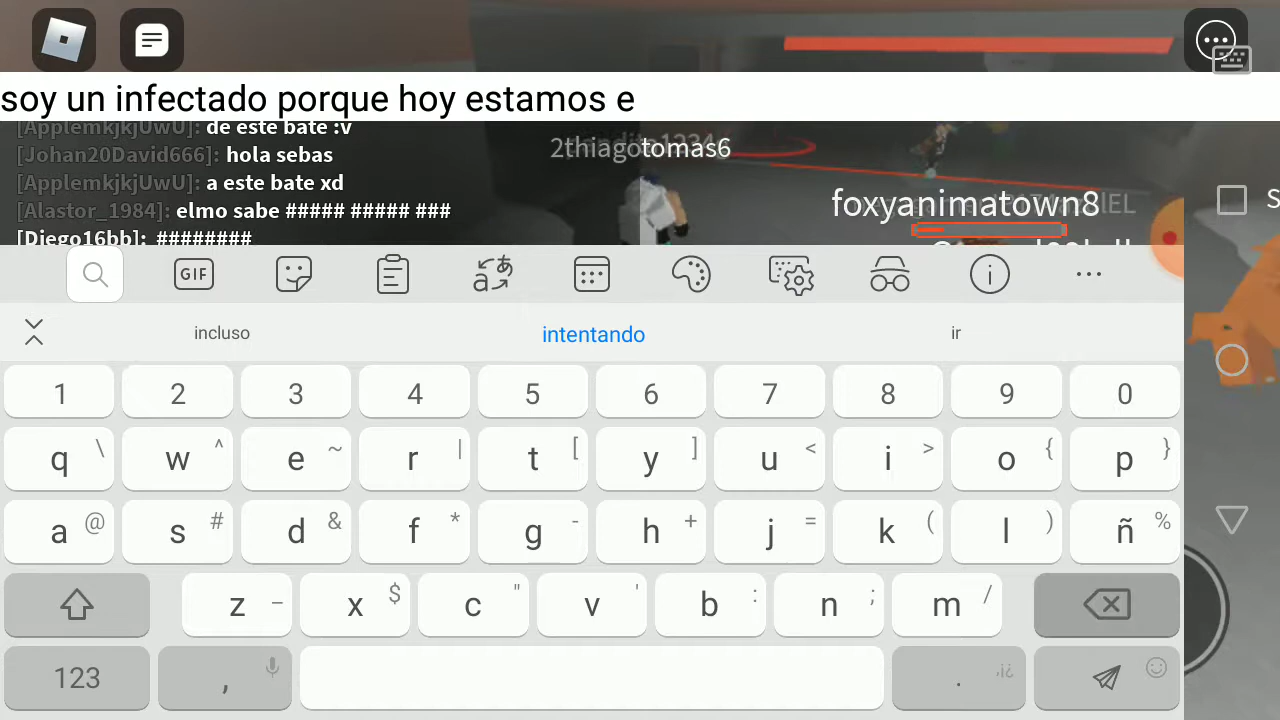 soy un infectado porque hoy estamos e
[ApplemkjkjUwU]: de este bate :v
[Johan20David666]: hola sebas
[ApplemkjkjUwU]: a este bate xd
[Alastor_1984]: elmo sabe ##### ##### ###
[Diego16bb]: ########
2thiagotomas6
foxyanimatown8
S
GIF
incluso intentando ir
1 2 3 4 5 6 7 8 9 0
q \ w ^ e ~ r | t [ y ] u < i > o { p }
a @ s # d & f * g - h + j = k ( l ) ñ %
z _ x $ c " v ' b : n ; m /
123 , . ,¡¿